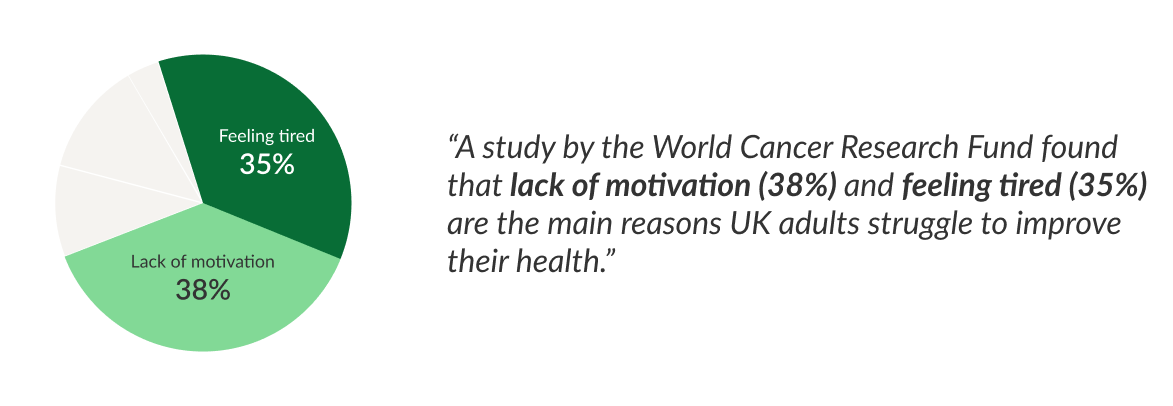 Feeling tired
35%
Lack of motivation
38%
“A study by the World Cancer Research Fund found
that lack of motivation (38%) and feeling tired (35%)
are the main reasons UK adults struggle to improve
their health.”